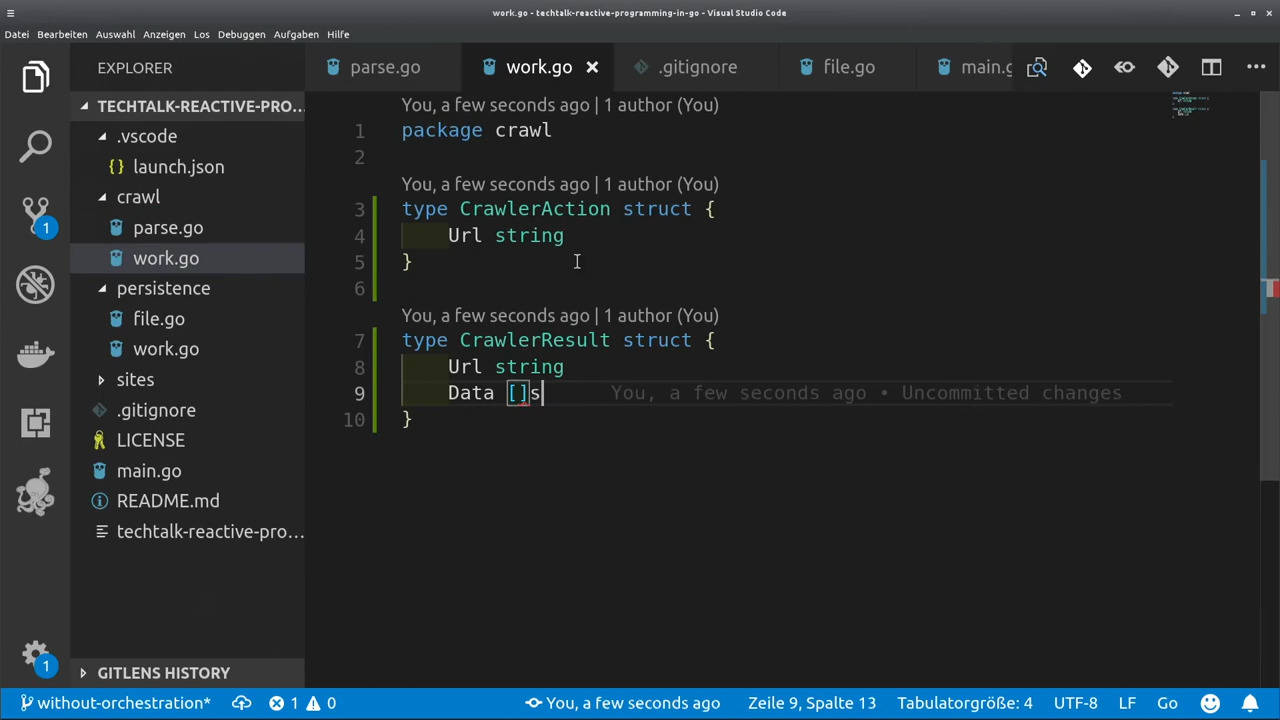 work.go - techtalk-reactive-programming-in-go - Visual Studio Code
Datei Bearbeiten Auswahl Anzeigen Los Debuggen Aufgaben Hilfe
EXPLORER
TECHTALK-REACTIVE-PRO...
.vscode
launch.json
crawl
parse.go
work.go
persistence
file.go
work.go
sites
.gitignore
LICENSE
main.go
README.md
techtalk-reactive-pro...
GITLENS HISTORY
1
1
parse.go work.go .gitignore file.go main.g
You, a few seconds ago | 1 author (You)
1 package crawl
2
You, a few seconds ago | 1 author (You)
3 type CrawlerAction struct {
4 Url string
5 }
6
You, a few seconds ago | 1 author (You)
7 type CrawlerResult struct {
8 Url string
9 Data []s You, a few seconds ago • Uncommitted changes
10 }
without-orchestration* 1 0 You, a few seconds ago Zeile 9, Spalte 13 Tabulatorgröße: 4 UTF-8 LF Go